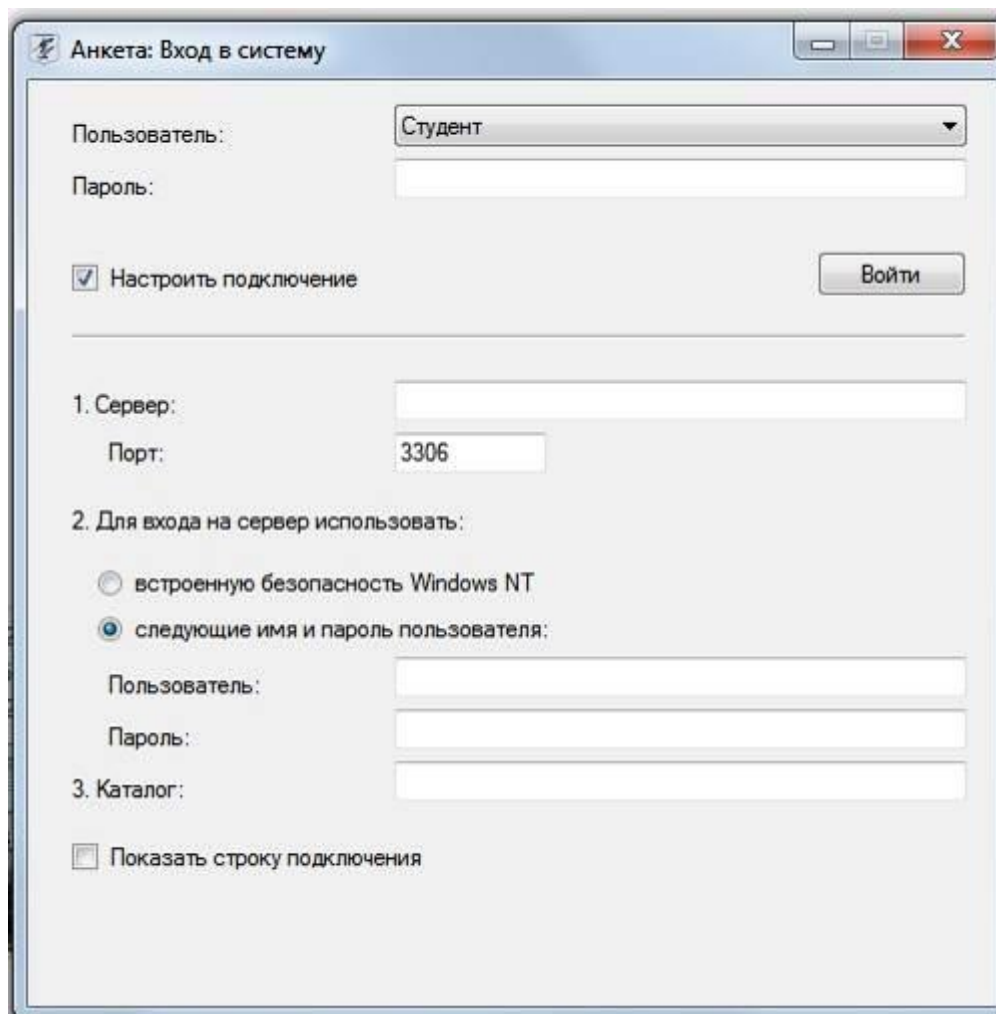 Анкета: Вход в систему
Пользователь: Студент
Пароль:
Настроить подключение Войти
1. Сервер:
Порт: 3306
2. Для входа на сервер использовать:
встроенную безопасность Windows NT
следующие имя и пароль пользователя:
Пользователь:
Пароль:
3. Каталог:
Показать строку подключения